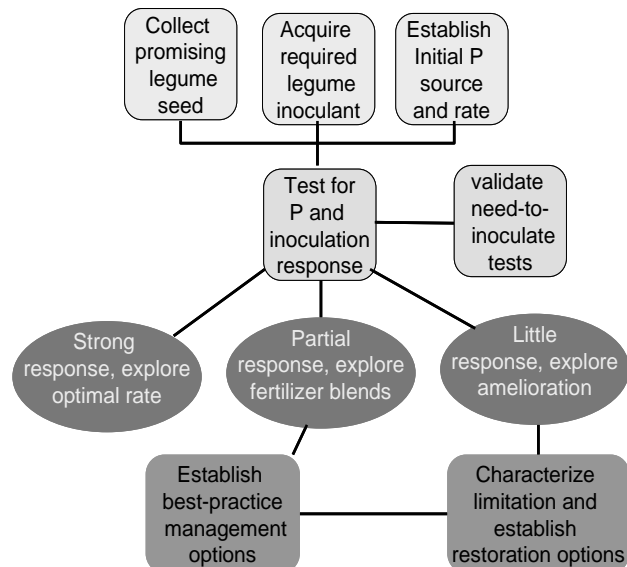 Collect
promising
legume
seed
Acquire
required
legume
inoculant
Establish
Initial P
source
and rate
Test for
P and
inoculation
response
validate
need-to-
inoculate
tests
Strong
response, explore
optimal rate
Partial
response, explore
fertilizer blends
Little
response, explore
amelioration
Establish
best-practice
management
options
Characterize
limitation and
establish
restoration options